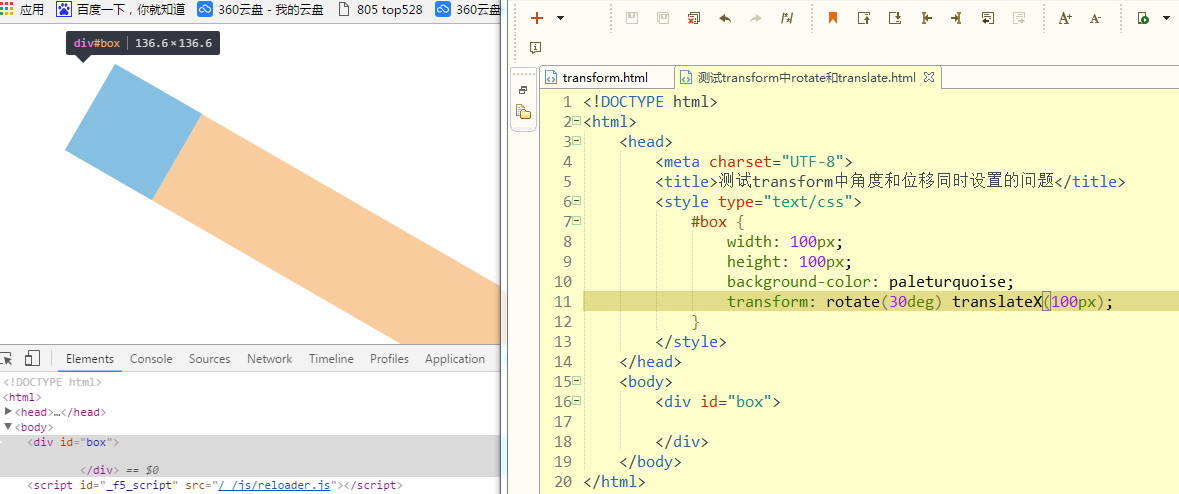 应用 百度一下，你就知道 360云盘 - 我的云盘 805 top528 360云盘
div#box 136.6×136.6
Elements Console Sources Network Timeline Profiles Application
<!DOCTYPE html>
<html>
▶<head>…</head>
▼<body>
<div id="box">
</div> == $0
<script id="_f5_script" src="/_/js/reloader.js"></script>
A+ A-
transform.html 测试transform中rotate和translate.html
1 <!DOCTYPE html>
2 <html>
3 <head>
4 <meta charset="UTF-8">
5 <title>测试transform中角度和位移同时设置的问题</title>
6 <style type="text/css">
7 #box {
8 width: 100px;
9 height: 100px;
10 background-color: paleturquoise;
11 transform: rotate(30deg) translateX(100px);
12 }
13 </style>
14 </head>
15 <body>
16 <div id="box">
17
18 </div>
19 </body>
20 </html>